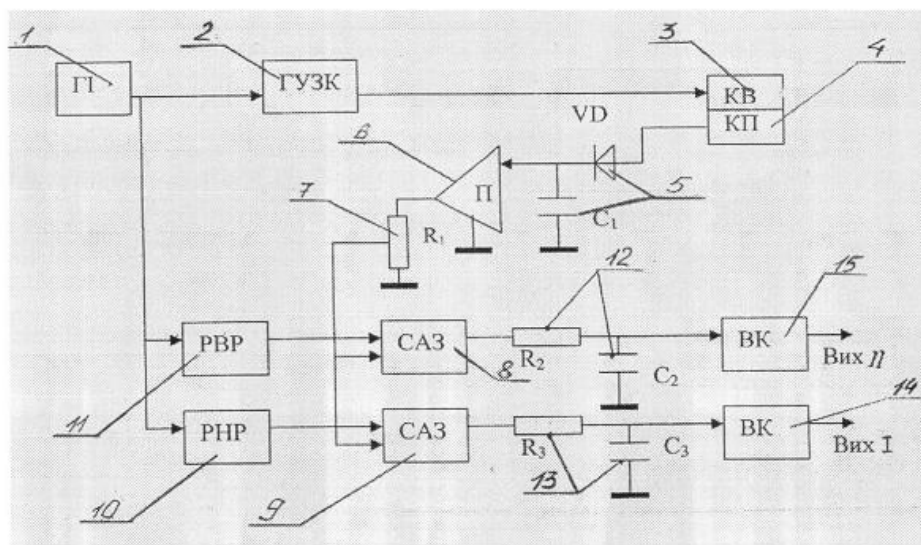 1 2 3 4
ГІ ГУЗК КВ
КП
VD
6 5
7 П C₁
R₁
12 15
РВР САЗ R₂ ВК
8 C₂ Вих II
11 14
РНР САЗ R₃ C₃ ВК
Вих I
10 9 13